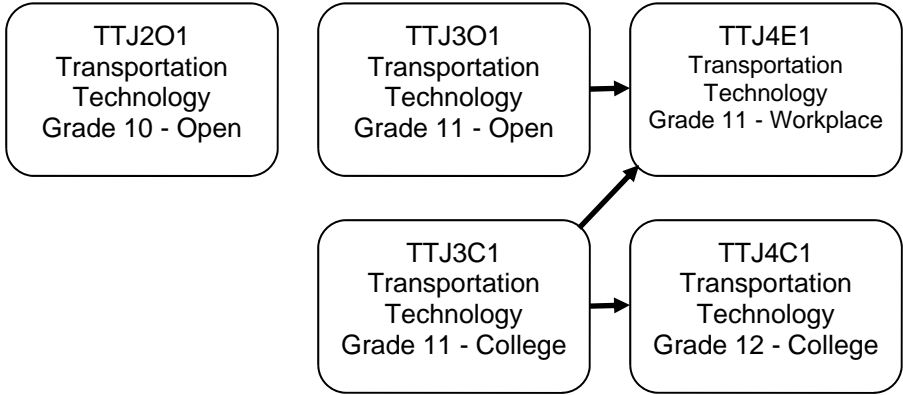 TTJ2O1
Transportation
Technology
Grade 10 - Open
TTJ3O1
Transportation
Technology
Grade 11 - Open
TTJ4E1
Transportation
Technology
Grade 11 - Workplace
TTJ3C1
Transportation
Technology
Grade 11 - College
TTJ4C1
Transportation
Technology
Grade 12 - College